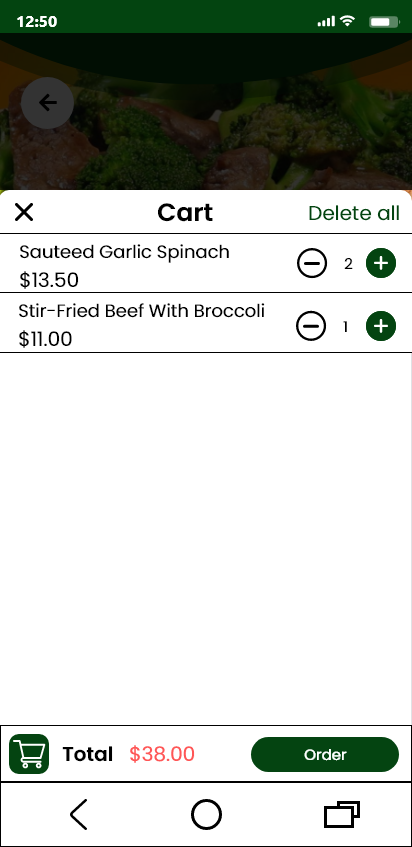 12:50
Cart
Delete all
Sauteed Garlic Spinach
$13.50
2
Stir-Fried Beef With Broccoli
$11.00
1
Total $38.00
Order